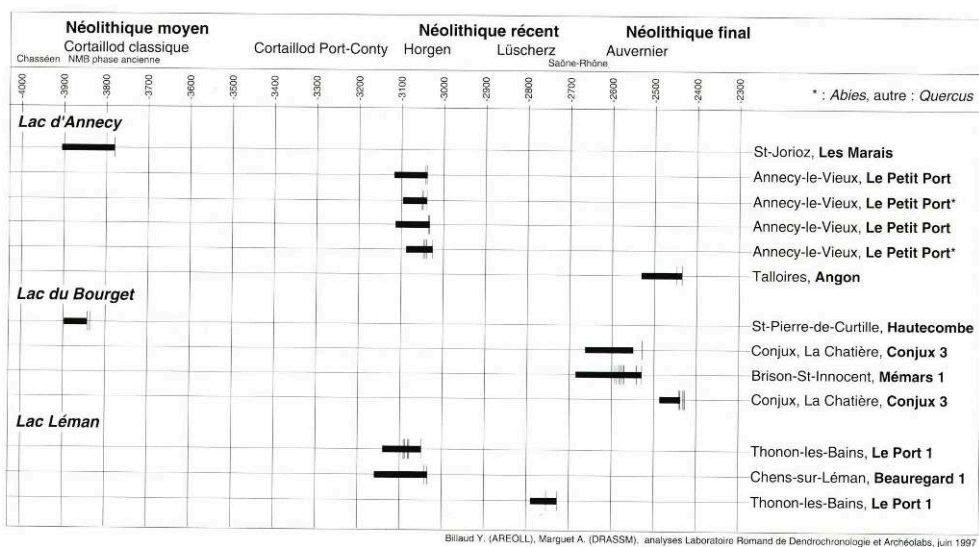 Néolithique moyen Néolithique récent Néolithique final
Cortaillod classique Cortaillod Port-Conty Horgen Lüscherz Auvernier
Chasséen NMB phase ancienne Saône-Rhône
-4000 -3900 -3800 -3700 -3600 -3500 -3400 -3300 -3200 -3100 -3000 -2900 -2800 -2700 -2600 -2500 -2400 -2300
* : Abies, autre : Quercus
Lac d'Annecy
St-Jorioz, Les Marais
Annecy-le-Vieux, Le Petit Port
Annecy-le-Vieux, Le Petit Port*
Annecy-le-Vieux, Le Petit Port
Annecy-le-Vieux, Le Petit Port*
Talloires, Angon
Lac du Bourget
St-Pierre-de-Curtille, Hautecombe
Conjux, La Chatière, Conjux 3
Brison-St-Innocent, Mémars 1
Conjux, La Chatière, Conjux 3
Lac Léman
Thonon-les-Bains, Le Port 1
Chens-sur-Léman, Beauregard 1
Thonon-les-Bains, Le Port 1
Billaud Y. (AREOLL), Marguet A. (DRASSM), analyses Laboratoire Romand de Dendrochronologie et Archéolabs, juin 1997